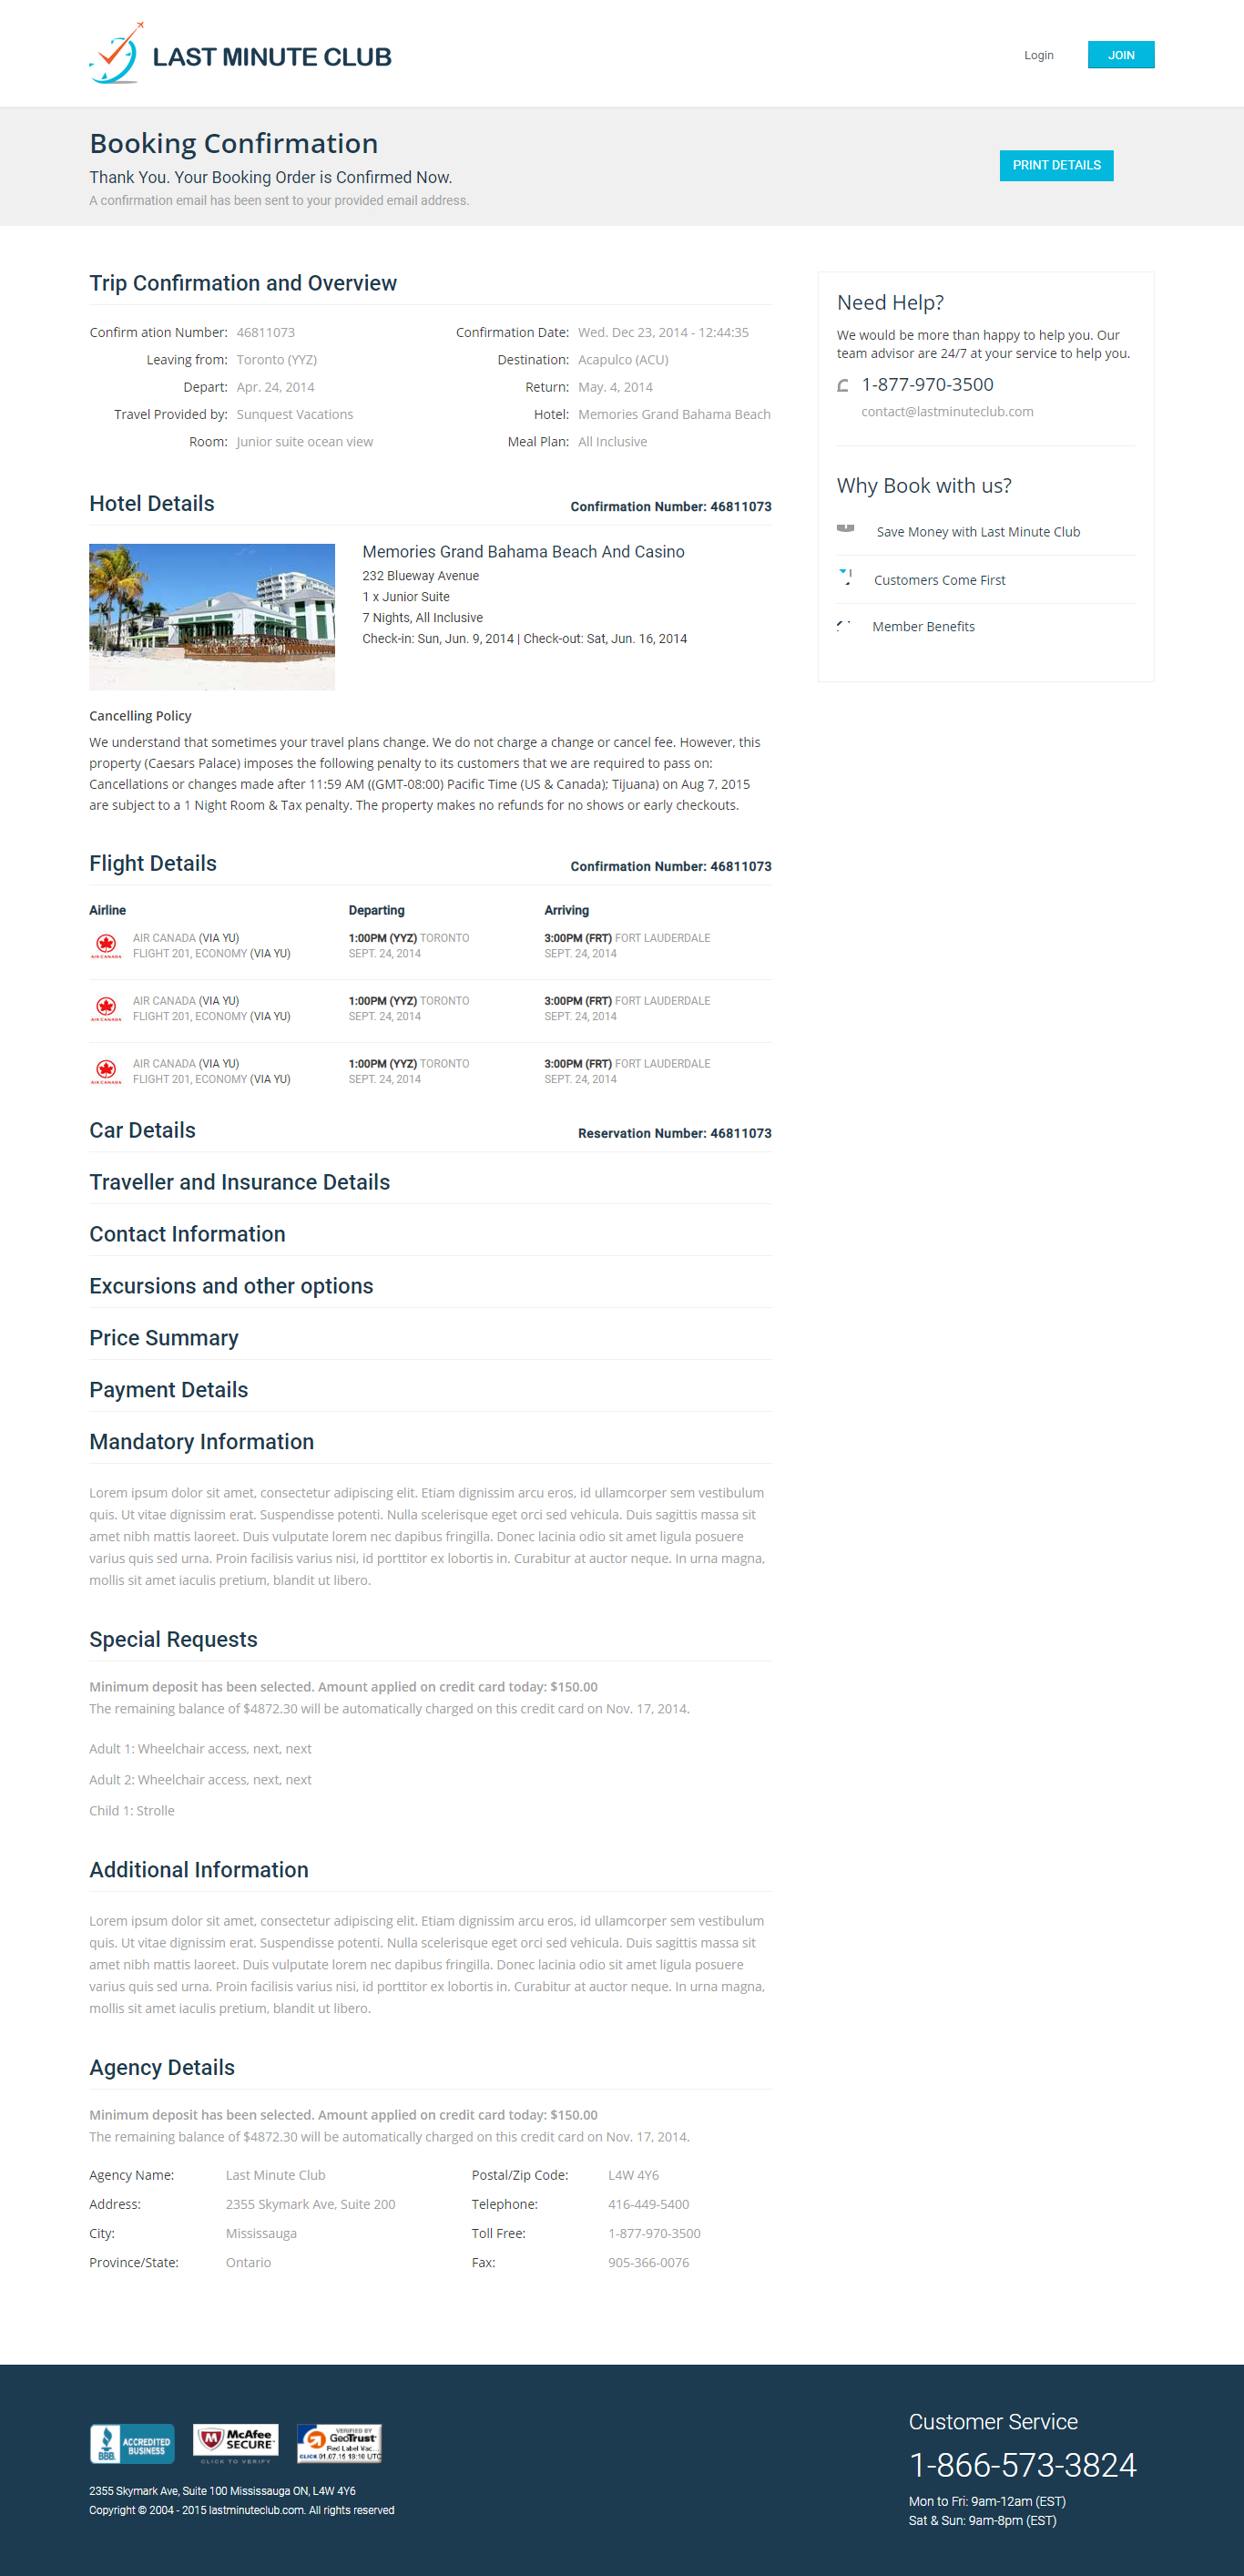 LAST MINUTE CLUB
Login
JOIN
Booking Confirmation
Thank You. Your Booking Order is Confirmed Now.
A confirmation email has been sent to your provided email address.
PRINT DETAILS
Trip Confirmation and Overview
Confirm ation Number: 46811073 Confirmation Date: Wed. Dec 23, 2014 - 12:44:35
Leaving from: Toronto (YYZ) Destination: Acapulco (ACU)
Depart: Apr. 24, 2014 Return: May. 4, 2014
Travel Provided by: Sunquest Vacations Hotel: Memories Grand Bahama Beach
Room: Junior suite ocean view Meal Plan: All Inclusive
Need Help?
We would be more than happy to help you. Our
team advisor are 24/7 at your service to help you.
1-877-970-3500
contact@lastminuteclub.com
Why Book with us?
Save Money with Last Minute Club
Customers Come First
Member Benefits
Hotel Details Confirmation Number: 46811073
Memories Grand Bahama Beach And Casino
232 Blueway Avenue
1 x Junior Suite
7 Nights, All Inclusive
Check-in: Sun, Jun. 9, 2014 | Check-out: Sat, Jun. 16, 2014
Cancelling Policy
We understand that sometimes your travel plans change. We do not charge a change or cancel fee. However, this
property (Caesars Palace) imposes the following penalty to its customers that we are required to pass on:
Cancellations or changes made after 11:59 AM ((GMT-08:00) Pacific Time (US & Canada); Tijuana) on Aug 7, 2015
are subject to a 1 Night Room & Tax penalty. The property makes no refunds for no shows or early checkouts.
Flight Details Confirmation Number: 46811073
Airline Departing Arriving
AIR CANADA AIR CANADA (VIA YU) 1:00PM (YYZ) TORONTO 3:00PM (FRT) FORT LAUDERDALE
FLIGHT 201, ECONOMY (VIA YU) SEPT. 24, 2014 SEPT. 24, 2014
AIR CANADA AIR CANADA (VIA YU) 1:00PM (YYZ) TORONTO 3:00PM (FRT) FORT LAUDERDALE
FLIGHT 201, ECONOMY (VIA YU) SEPT. 24, 2014 SEPT. 24, 2014
AIR CANADA AIR CANADA (VIA YU) 1:00PM (YYZ) TORONTO 3:00PM (FRT) FORT LAUDERDALE
FLIGHT 201, ECONOMY (VIA YU) SEPT. 24, 2014 SEPT. 24, 2014
Car Details Reservation Number: 46811073
Traveller and Insurance Details
Contact Information
Excursions and other options
Price Summary
Payment Details
Mandatory Information
Lorem ipsum dolor sit amet, consectetur adipiscing elit. Etiam dignissim arcu eros, id ullamcorper sem vestibulum
quis. Ut vitae dignissim erat. Suspendisse potenti. Nulla scelerisque eget orci sed vehicula. Duis sagittis massa sit
amet nibh mattis laoreet. Duis vulputate lorem nec dapibus fringilla. Donec lacinia odio sit amet ligula posuere
varius quis sed urna. Proin facilisis varius nisi, id porttitor ex lobortis in. Curabitur at auctor neque. In urna magna,
mollis sit amet iaculis pretium, blandit ut libero.
Special Requests
Minimum deposit has been selected. Amount applied on credit card today: $150.00
The remaining balance of $4872.30 will be automatically charged on this credit card on Nov. 17, 2014.
Adult 1: Wheelchair access, next, next
Adult 2: Wheelchair access, next, next
Child 1: Strolle
Additional Information
Lorem ipsum dolor sit amet, consectetur adipiscing elit. Etiam dignissim arcu eros, id ullamcorper sem vestibulum
quis. Ut vitae dignissim erat. Suspendisse potenti. Nulla scelerisque eget orci sed vehicula. Duis sagittis massa sit
amet nibh mattis laoreet. Duis vulputate lorem nec dapibus fringilla. Donec lacinia odio sit amet ligula posuere
varius quis sed urna. Proin facilisis varius nisi, id porttitor ex lobortis in. Curabitur at auctor neque. In urna magna,
mollis sit amet iaculis pretium, blandit ut libero.
Agency Details
Minimum deposit has been selected. Amount applied on credit card today: $150.00
The remaining balance of $4872.30 will be automatically charged on this credit card on Nov. 17, 2014.
Agency Name: Last Minute Club Postal/Zip Code: L4W 4Y6
Address: 2355 Skymark Ave, Suite 200 Telephone: 416-449-5400
City: Mississauga Toll Free: 1-877-970-3500
Province/State: Ontario Fax: 905-366-0076
BBB ACCREDITED BUSINESS
McAfee SECURE
CLICK TO VERIFY
VERIFIED BY
GeoTrust
Red Label Vac...
CLICK 01.07.15 13:10 UTC
2355 Skymark Ave, Suite 100 Mississauga ON, L4W 4Y6
Copyright © 2004 - 2015 lastminuteclub.com. All rights reserved
Customer Service
1-866-573-3824
Mon to Fri: 9am-12am (EST)
Sat & Sun: 9am-8pm (EST)